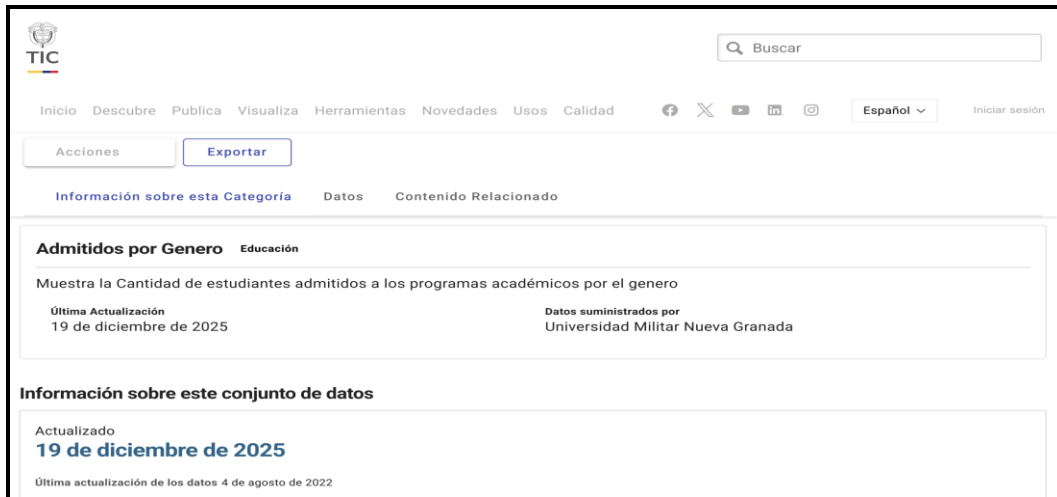 TIC
Buscar
Inicio Descubre Publica Visualiza Herramientas Novedades Usos Calidad Español Iniciar sesión
Acciones Exportar
Información sobre esta Categoría Datos Contenido Relacionado
Admitidos por Genero Educación
Muestra la Cantidad de estudiantes admitidos a los programas académicos por el genero
Última Actualización Datos suministrados por
19 de diciembre de 2025 Universidad Militar Nueva Granada
Información sobre este conjunto de datos
Actualizado
19 de diciembre de 2025
Última actualización de los datos 4 de agosto de 2022